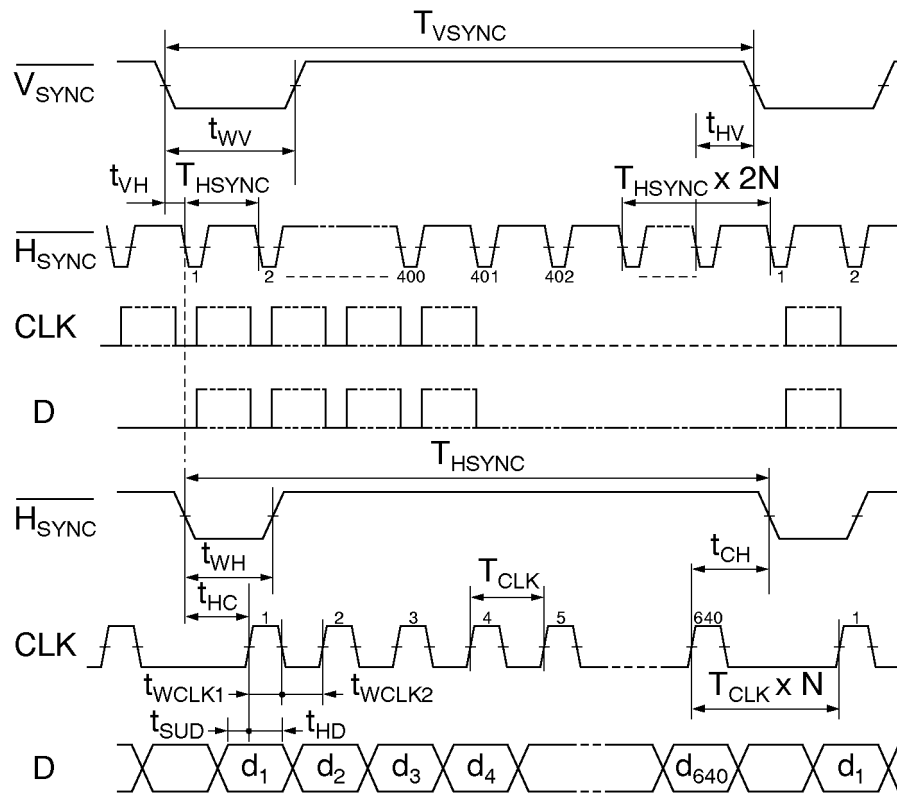 T_VSYNC
V_SYNC
t_WV
t_HV
t_VH T_HSYNC T_HSYNC x 2N
H_SYNC
1 2 400 401 402 1 2
CLK
D
T_HSYNC
H_SYNC
t_WH t_CH
t_HC T_CLK
CLK 1 2 3 4 5 640 1
t_WCLK1 t_WCLK2 T_CLK x N
t_SUD t_HD
D d_1 d_2 d_3 d_4 d_640 d_1